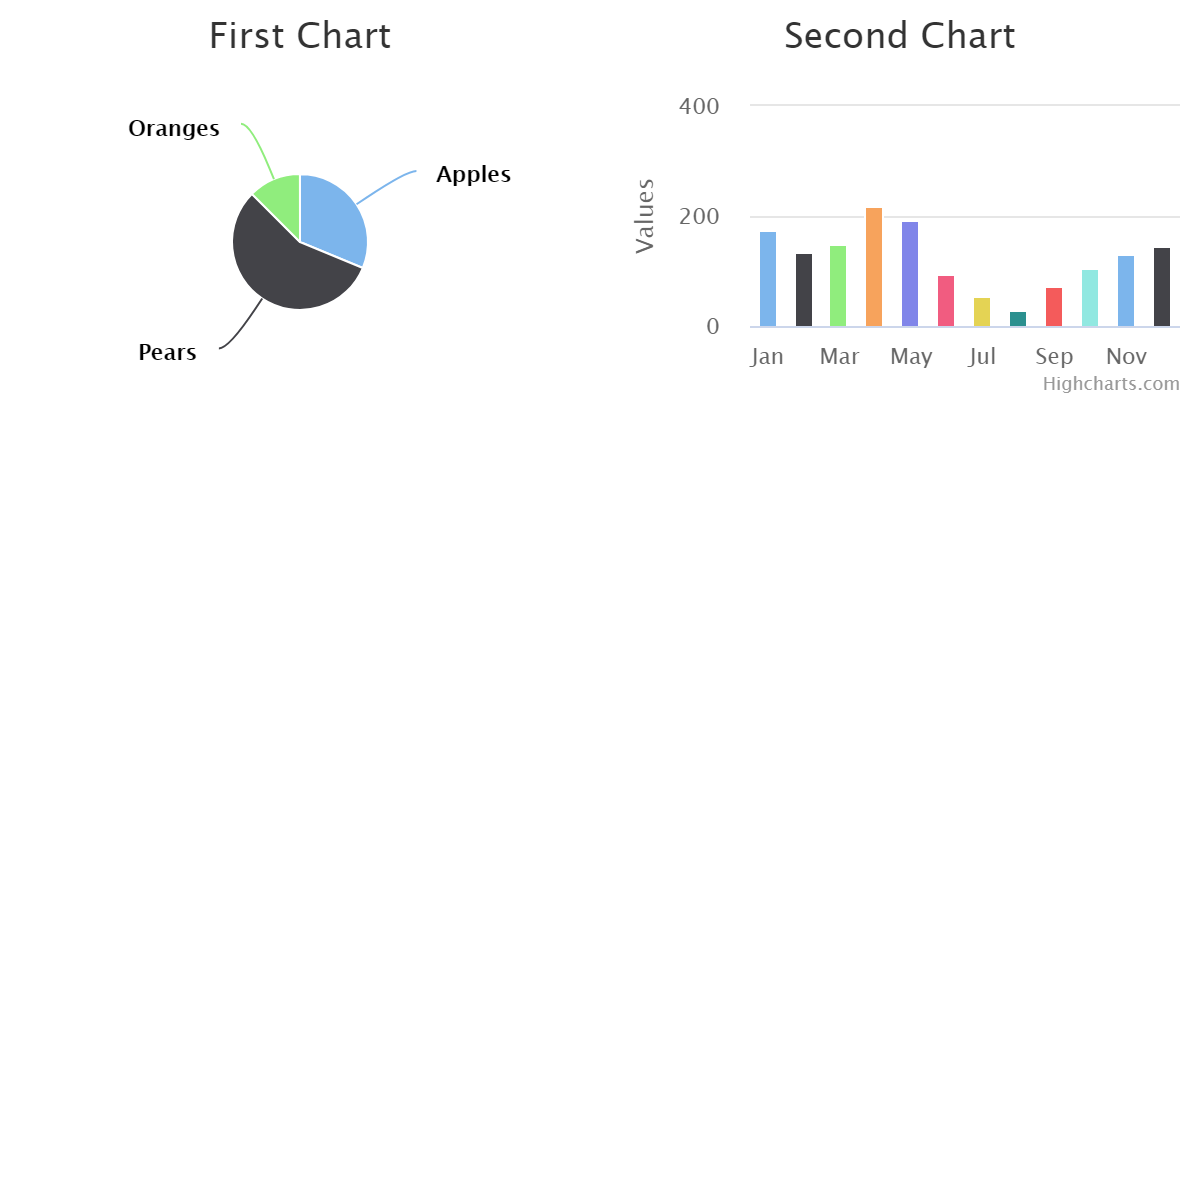 First Chart
Oranges
Apples
Pears
Second Chart
Values
400
200
0
Jan Mar May Jul Sep Nov
Highcharts.com